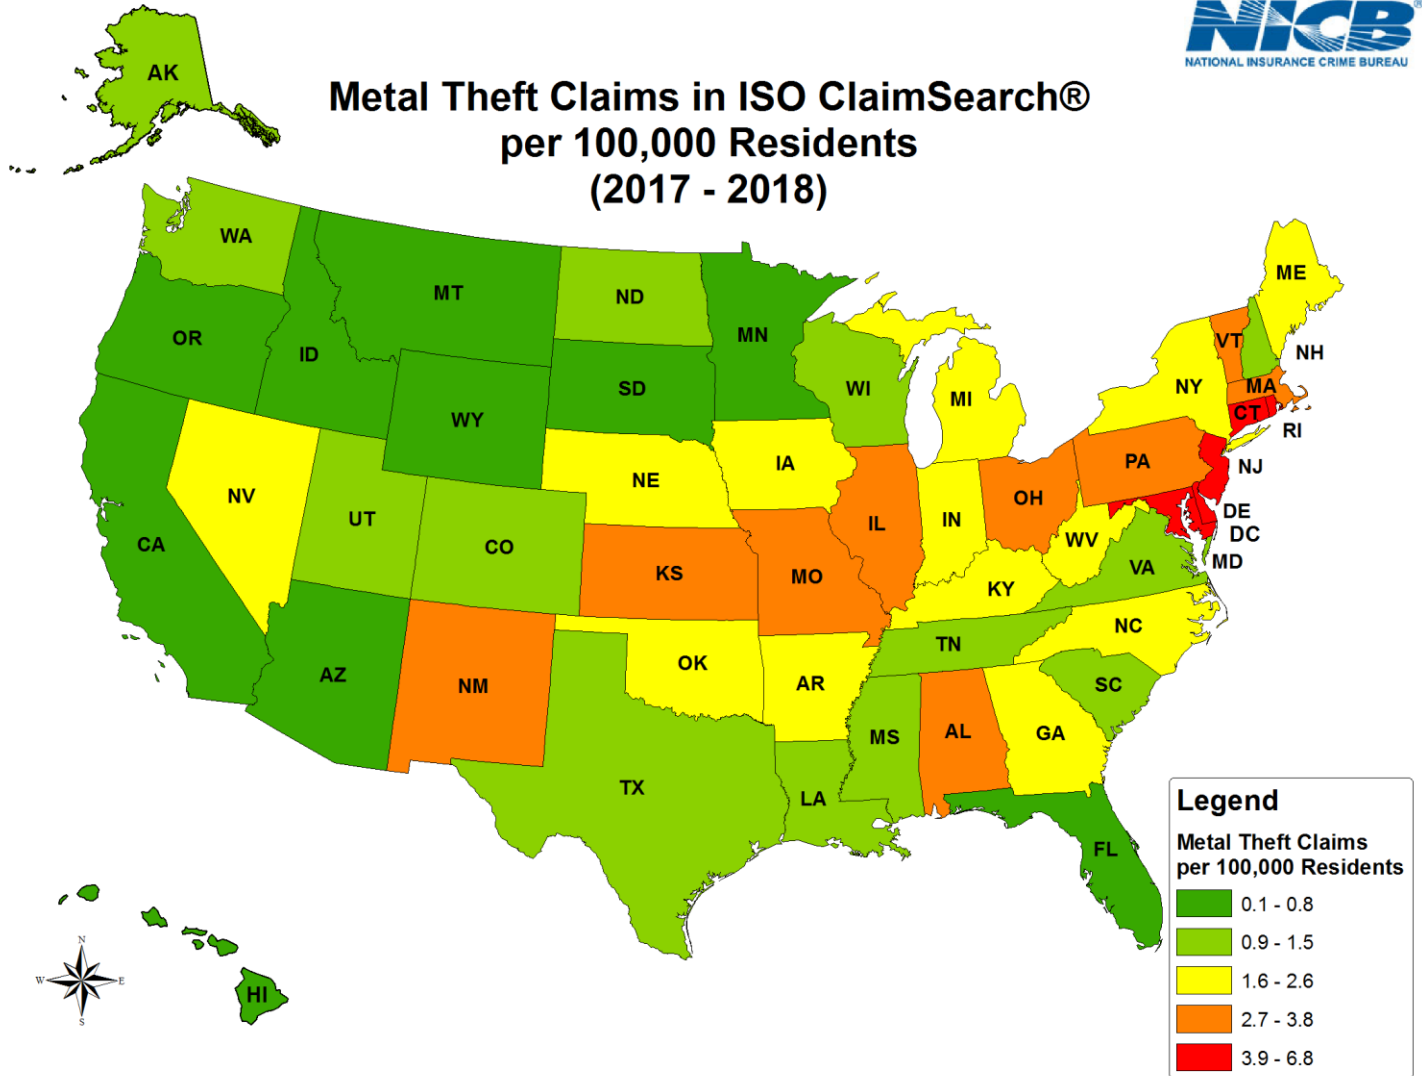 NICB®
NATIONAL INSURANCE CRIME BUREAU
Metal Theft Claims in ISO ClaimSearch®
per 100,000 Residents
(2017 - 2018)
AK
WA
MT
ND
MN
OR
ID
SD
WY
WI
MI
ME
VT
NH
NY
MA
CT
RI
NV
UT
CO
NE
IA
IL
IN
OH
PA
NJ
DE
DC
MD
CA
KS
MO
WV
VA
KY
AZ
NM
OK
AR
TN
NC
SC
TX
LA
MS
AL
GA
FL
HI
N
W
E
S
Legend
Metal Theft Claims
per 100,000 Residents
0.1 - 0.8
0.9 - 1.5
1.6 - 2.6
2.7 - 3.8
3.9 - 6.8